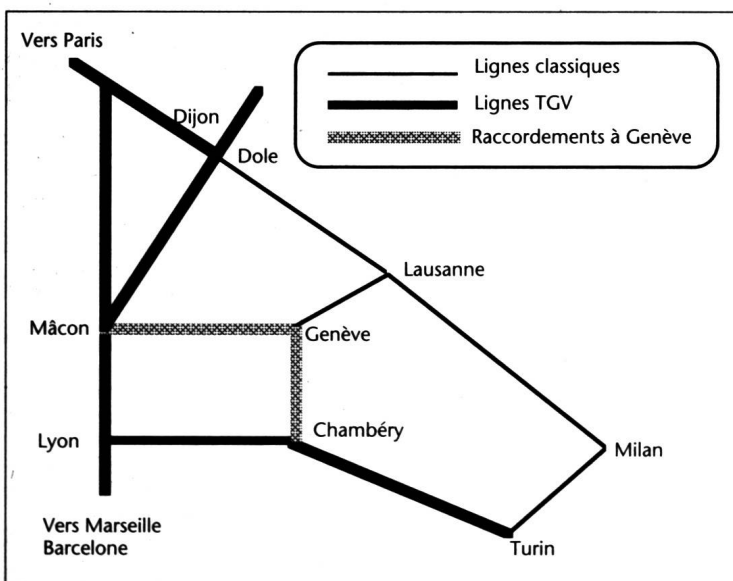 Vers Paris
Lignes classiques
Lignes TGV
Raccordements à Genève
Dijon
Dole
Lausanne
Mâcon
Genève
Lyon
Chambéry
Milan
Vers Marseille
Barcelone
Turin